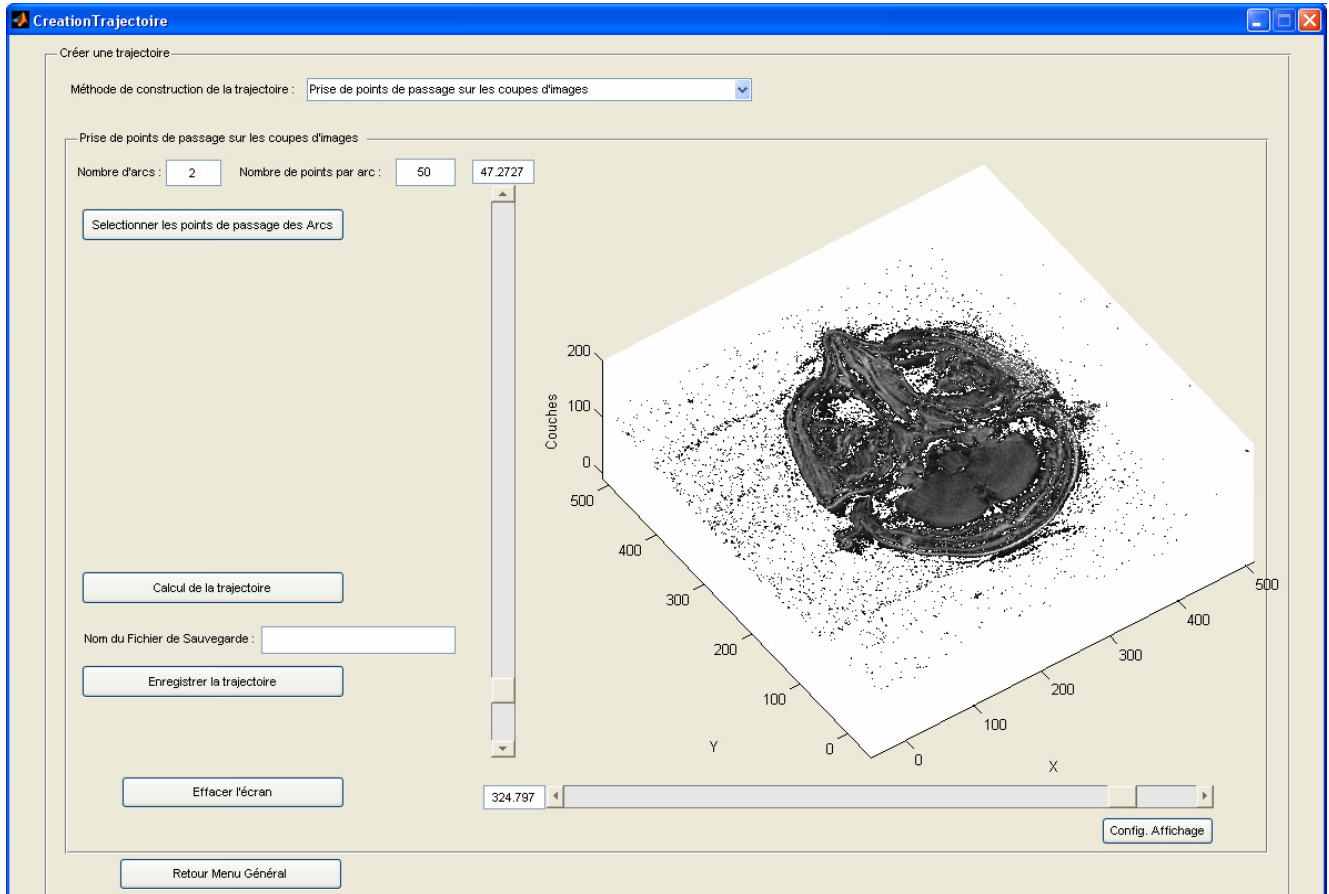 CreationTrajectoire
Créer une trajectoire
Méthode de construction de la trajectoire : Prise de points de passage sur les coupes d'images
Prise de points de passage sur les coupes d'images
Nombre d'arcs : 2 Nombre de points par arc : 50 47.2727
Selectionner les points de passage des Arcs
200
100
0
Couches
500
400
300
200
100
0
Y
0
100
200
300
400
500
X
Calcul de la trajectoire
Nom du Fichier de Sauvegarde :
Enregistrer la trajectoire
Effacer l'écran
324.797
Config. Affichage
Retour Menu Général